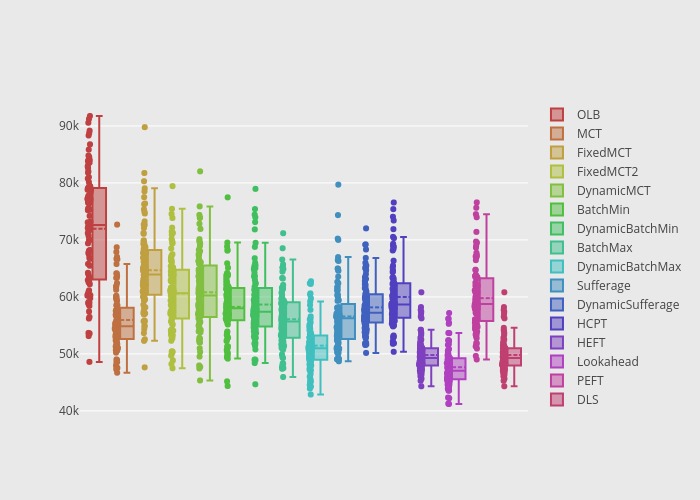 90k
80k
70k
60k
50k
40k
OLB
MCT
FixedMCT
FixedMCT2
DynamicMCT
BatchMin
DynamicBatchMin
BatchMax
DynamicBatchMax
Sufferage
DynamicSufferage
HCPT
HEFT
Lookahead
PEFT
DLS